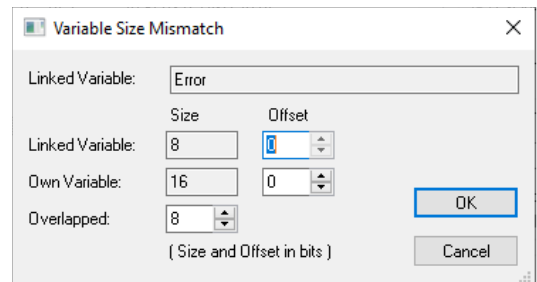 Variable Size Mismatch
Linked Variable: Error
Size Offset
Linked Variable: 8 0
Own Variable: 16 0
OK
Overlapped: 8
( Size and Offset in bits ) Cancel